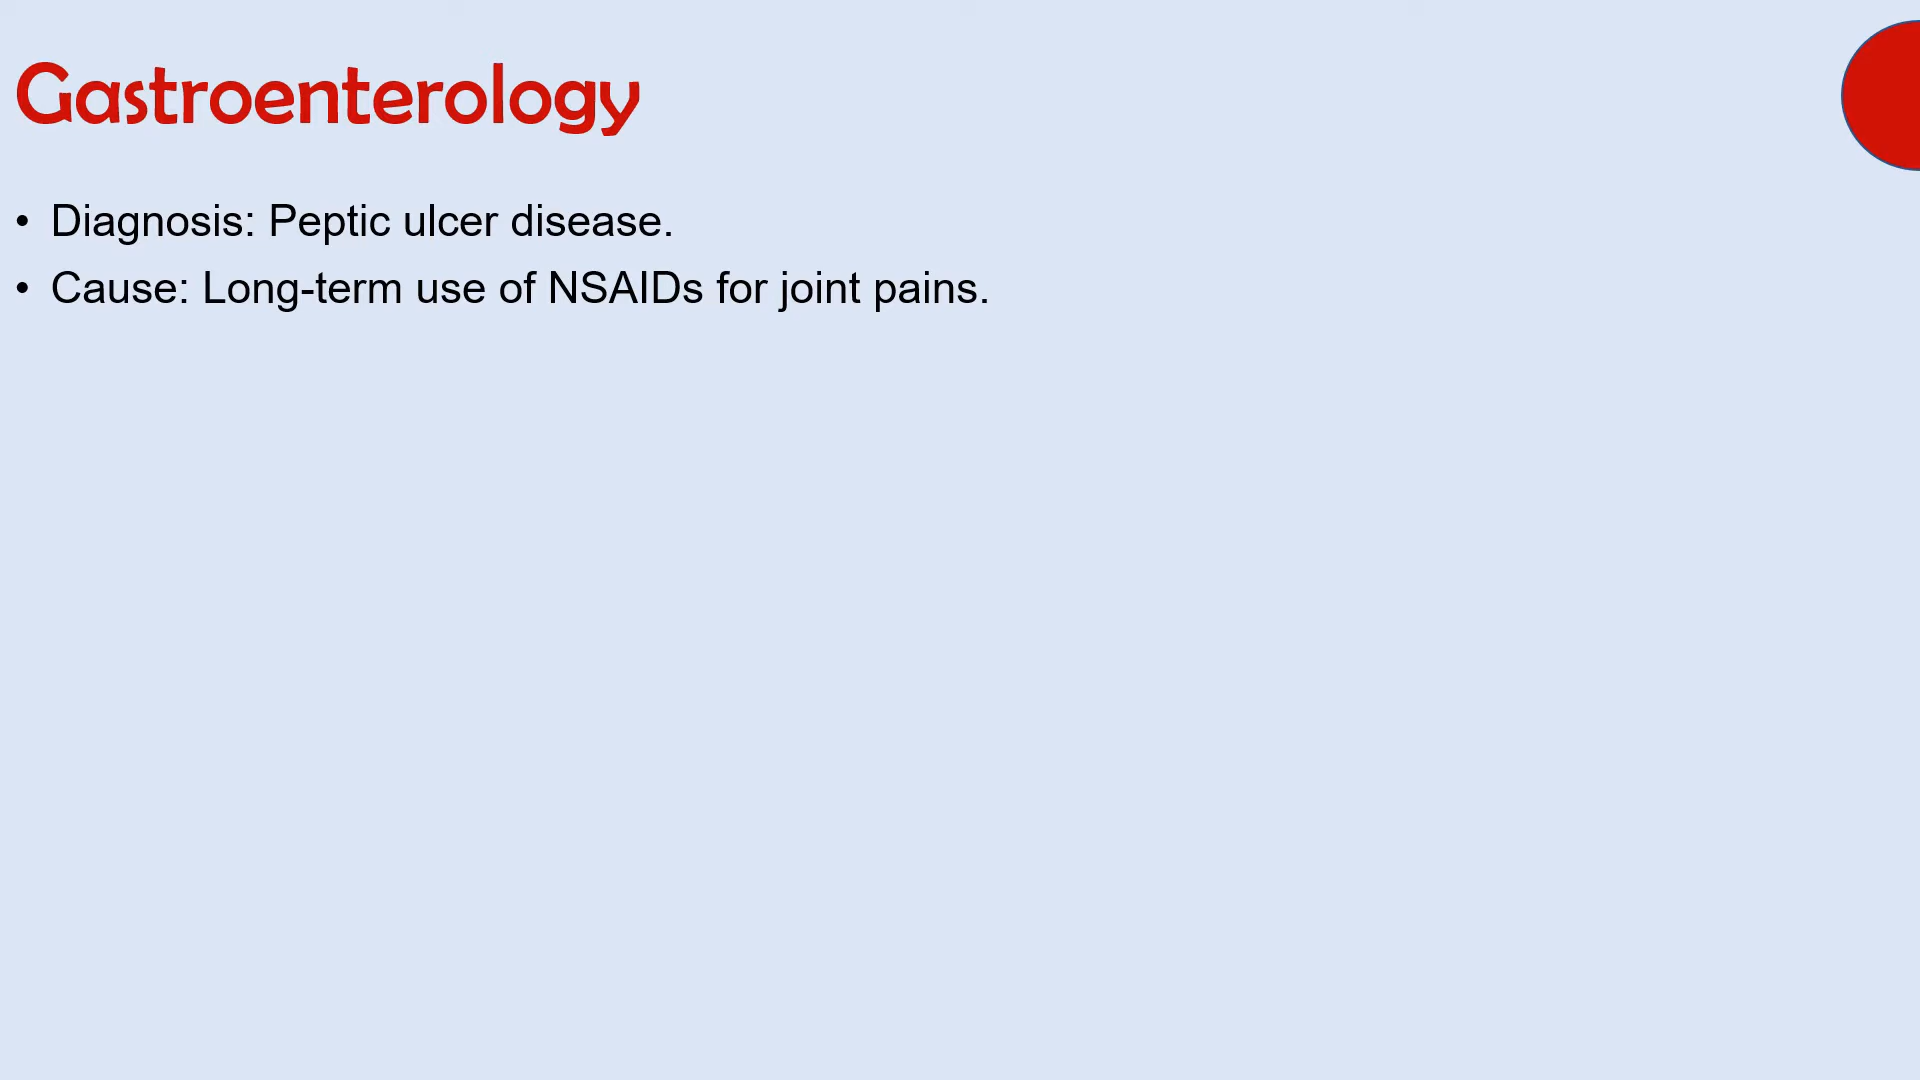 Gastroenterology
• Diagnosis: Peptic ulcer disease.
• Cause: Long-term use of NSAIDs for joint pains.